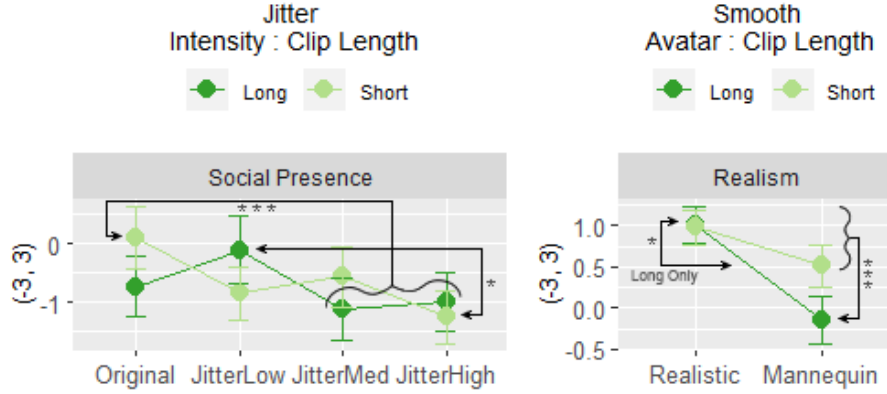 Jitter
Intensity : Clip Length
Long Short
Social Presence
***
*
(-3, 3)
0
-1
Original JitterLow JitterMed JitterHigh
Smooth
Avatar : Clip Length
Long Short
Realism
*
Long Only
***
(-3, 3)
1.0
0.5
0.0
-0.5
Realistic Mannequin